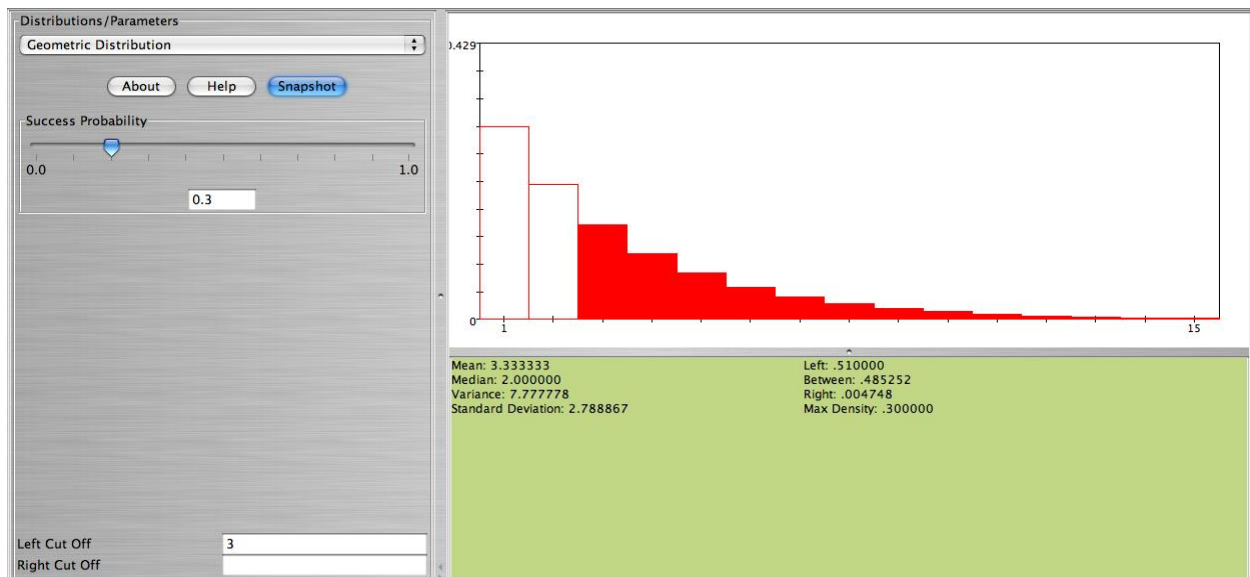 Distributions/Parameters
Geometric Distribution
About Help Snapshot
Success Probability
0.0 1.0
0.3
Left Cut Off 3
Right Cut Off
0.429
0
1 15
Mean: 3.333333
Median: 2.000000
Variance: 7.777778
Standard Deviation: 2.788867
Left: .510000
Between: .485252
Right: .004748
Max Density: .300000